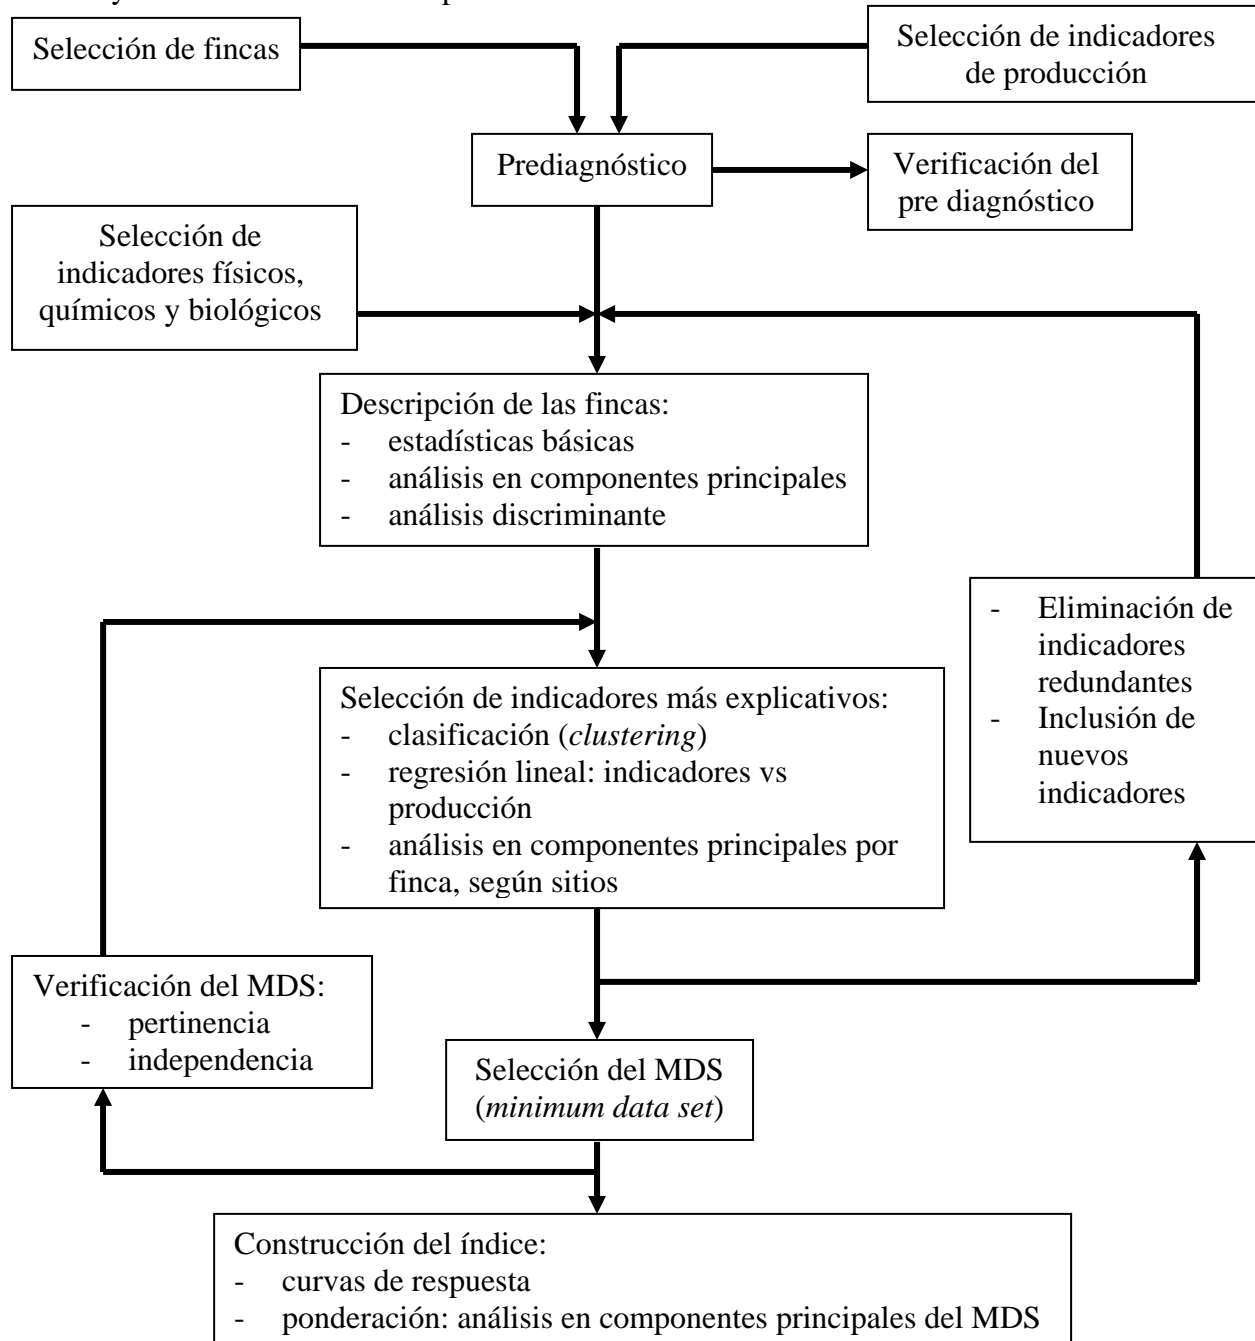 Selección de fincas
Selección de indicadores
de producción
Prediagnóstico
Verificación del
pre diagnóstico
Selección de
indicadores físicos,
químicos y biológicos
Descripción de las fincas:
- estadísticas básicas
- análisis en componentes principales
- análisis discriminante
- Eliminación de
indicadores
redundantes
- Inclusión de
nuevos
indicadores
Selección de indicadores más explicativos:
- clasificación (clustering)
- regresión lineal: indicadores vs
producción
- análisis en componentes principales por
finca, según sitios
Verificación del MDS:
- pertinencia
- independencia
Selección del MDS
(minimum data set)
Construcción del índice:
- curvas de respuesta
- ponderación: análisis en componentes principales del MDS